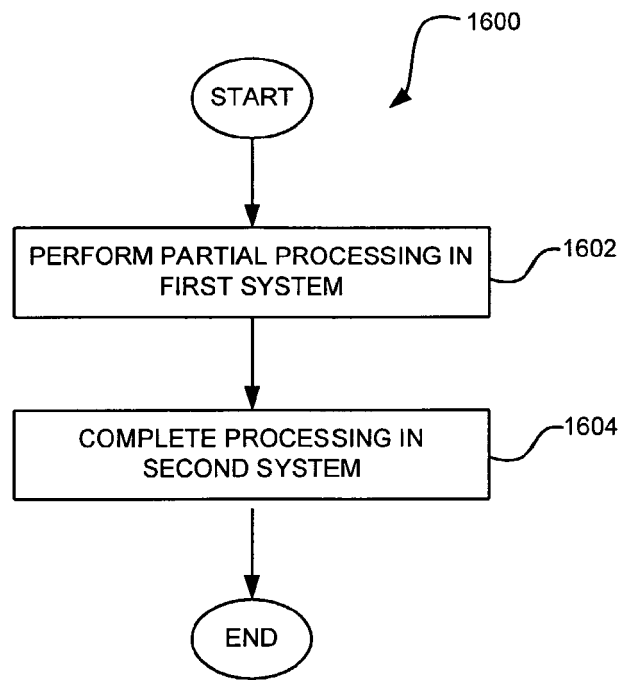 1600
START
PERFORM PARTIAL PROCESSING IN
FIRST SYSTEM
1602
COMPLETE PROCESSING IN
SECOND SYSTEM
1604
END